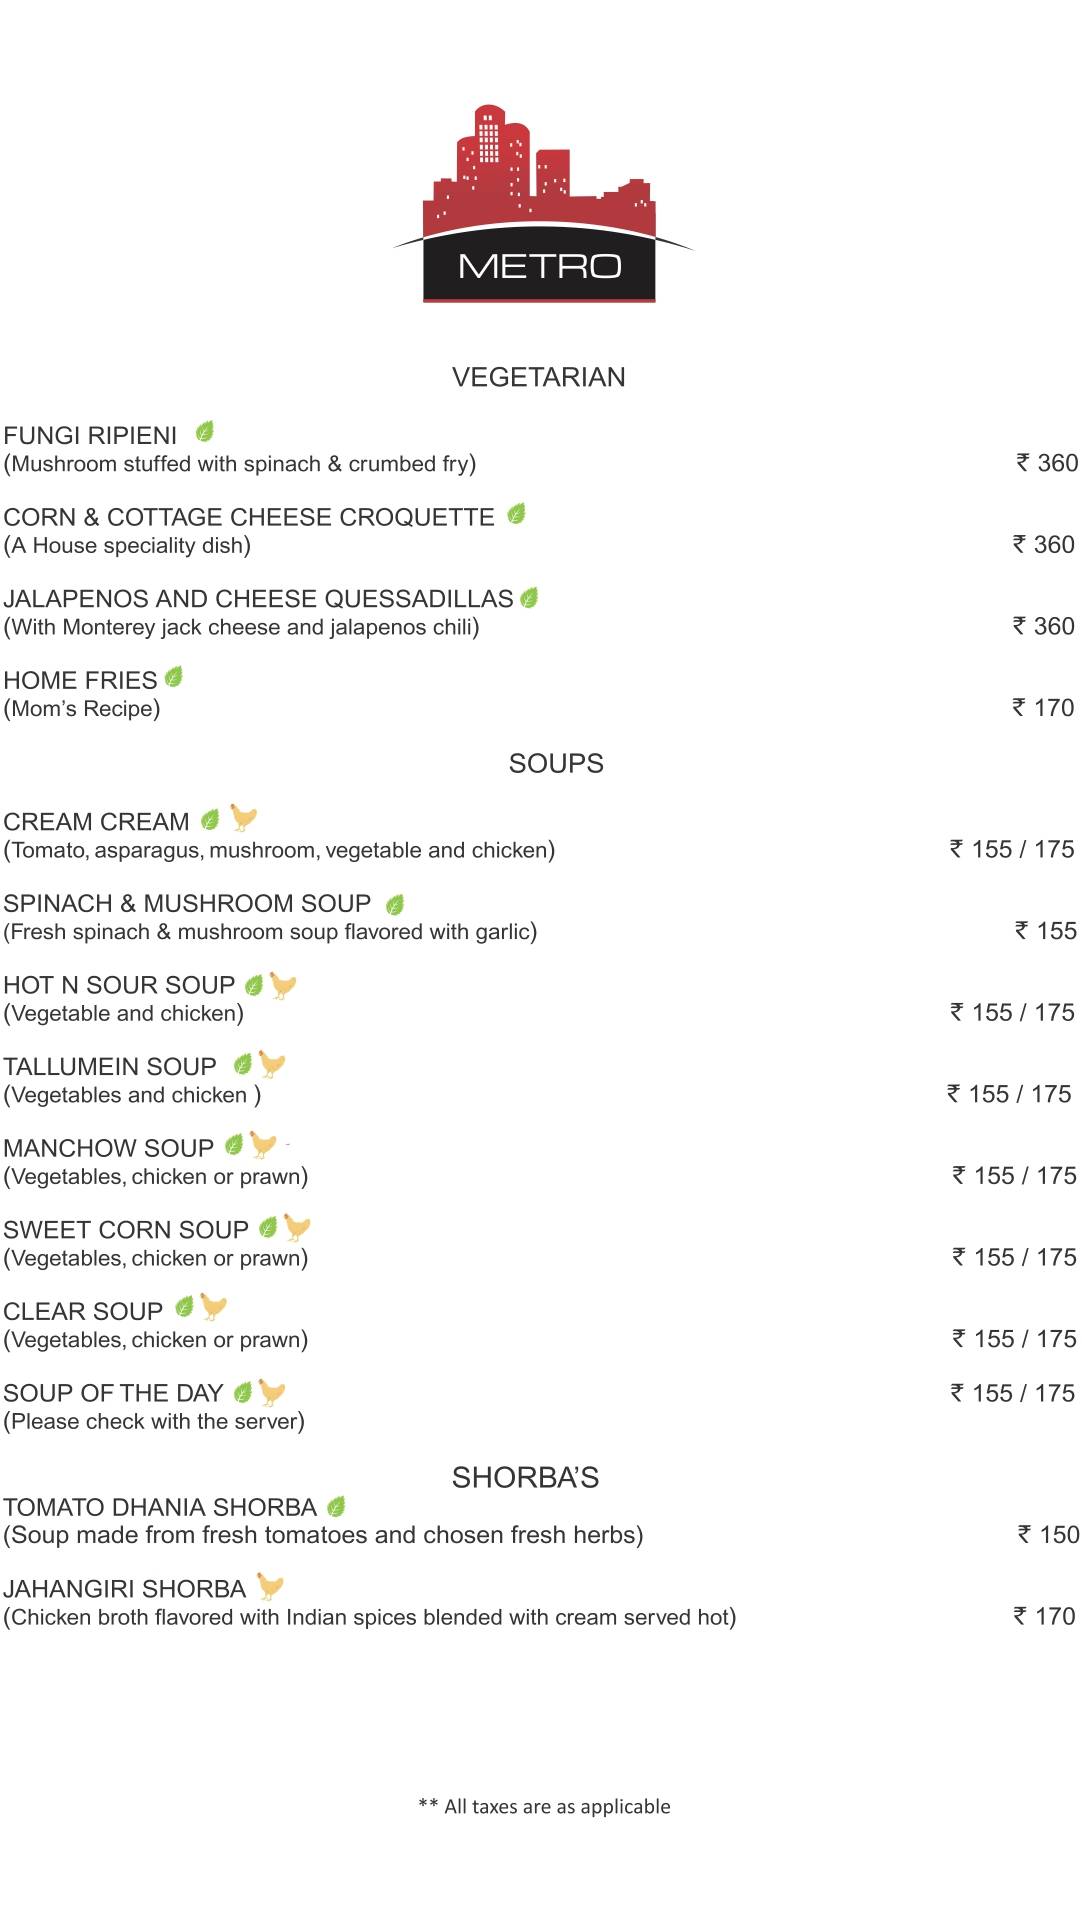 METRO
VEGETARIAN
FUNGI RIPIENI
(Mushroom stuffed with spinach & crumbed fry) ₹ 360
CORN & COTTAGE CHEESE CROQUETTE
(A House speciality dish) ₹ 360
JALAPENOS AND CHEESE QUESSADILLAS
(With Monterey jack cheese and jalapenos chili) ₹ 360
HOME FRIES
(Mom’s Recipe) ₹ 170
SOUPS
CREAM CREAM
(Tomato, asparagus, mushroom, vegetable and chicken) ₹ 155 / 175
SPINACH & MUSHROOM SOUP
(Fresh spinach & mushroom soup flavored with garlic) ₹ 155
HOT N SOUR SOUP
(Vegetable and chicken) ₹ 155 / 175
TALLUMEIN SOUP
(Vegetables and chicken ) ₹ 155 / 175
MANCHOW SOUP -
(Vegetables, chicken or prawn) ₹ 155 / 175
SWEET CORN SOUP
(Vegetables, chicken or prawn) ₹ 155 / 175
CLEAR SOUP
(Vegetables, chicken or prawn) ₹ 155 / 175
SOUP OF THE DAY ₹ 155 / 175
(Please check with the server)
SHORBA’S
TOMATO DHANIA SHORBA
(Soup made from fresh tomatoes and chosen fresh herbs) ₹ 150
JAHANGIRI SHORBA
(Chicken broth flavored with Indian spices blended with cream served hot) ₹ 170
** All taxes are as applicable